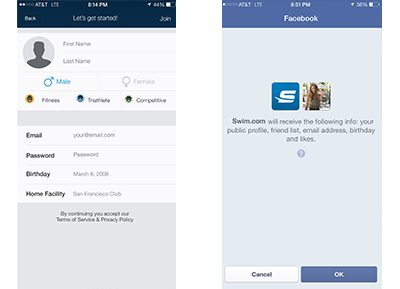 ●●○○○ AT&T LTE 8:14 PM 44%
Back Let's get started! Join
First Name
Last Name
Male Female
Fitness Triathlete Competitive
Email your@email.com
Password Password
Birthday March 6, 2009
Home Facility San Francisco Club
By continuing you accept our
Terms of Service & Privacy Policy
AT&T LTE 8:51 PM 36%
Facebook
Swim.com will receive the following info: your
public profile, friend list, email address, birthday
and likes.
?
Cancel OK